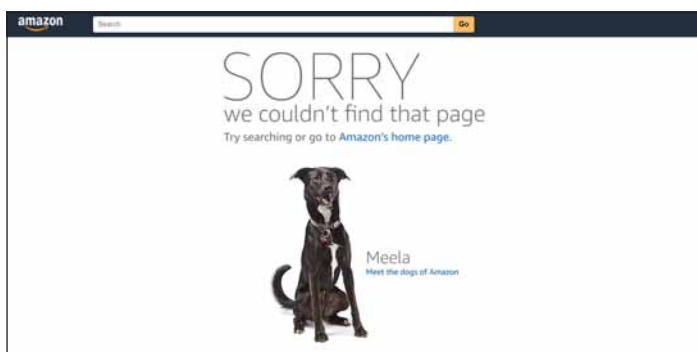 amazon
Search
Go
SORRY
we couldn't find that page
Try searching or go to Amazon's home page.
Meela
Meet the dogs of Amazon